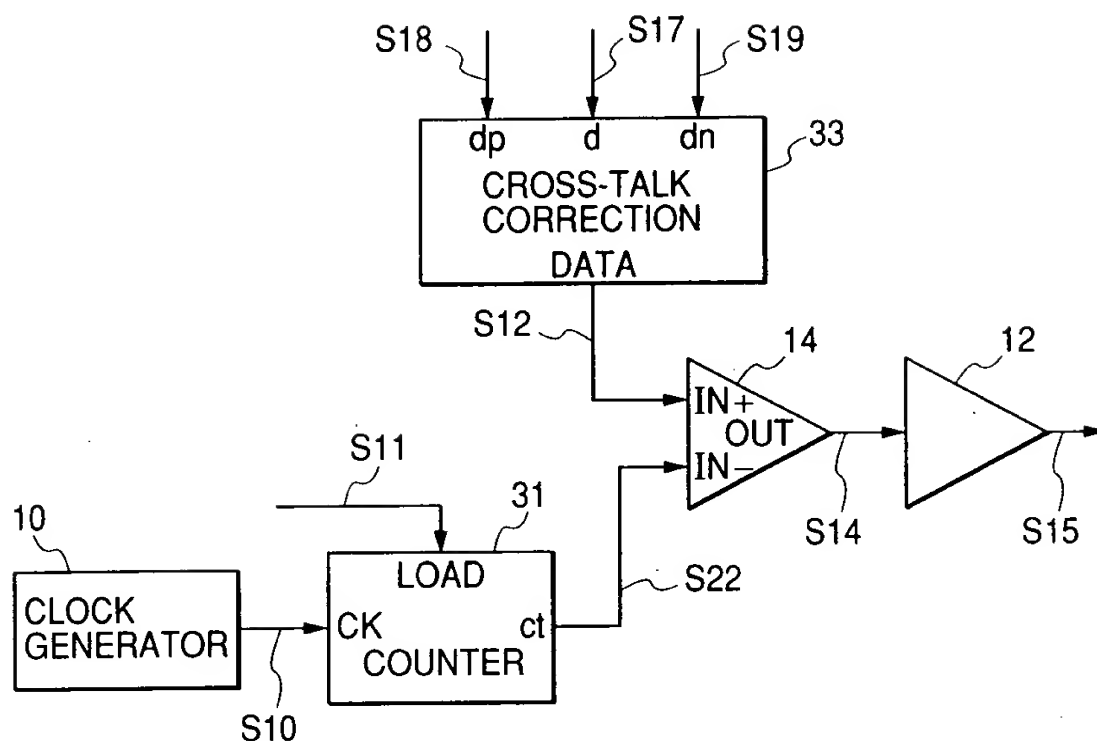 S18
S17
S19
dp
d
dn
33
CROSS-TALK
CORRECTION
DATA
S12
14
12
IN+
OUT
IN-
S11
31
S14
S15
10
LOAD
S22
CLOCK
GENERATOR
CK
ct
COUNTER
S10